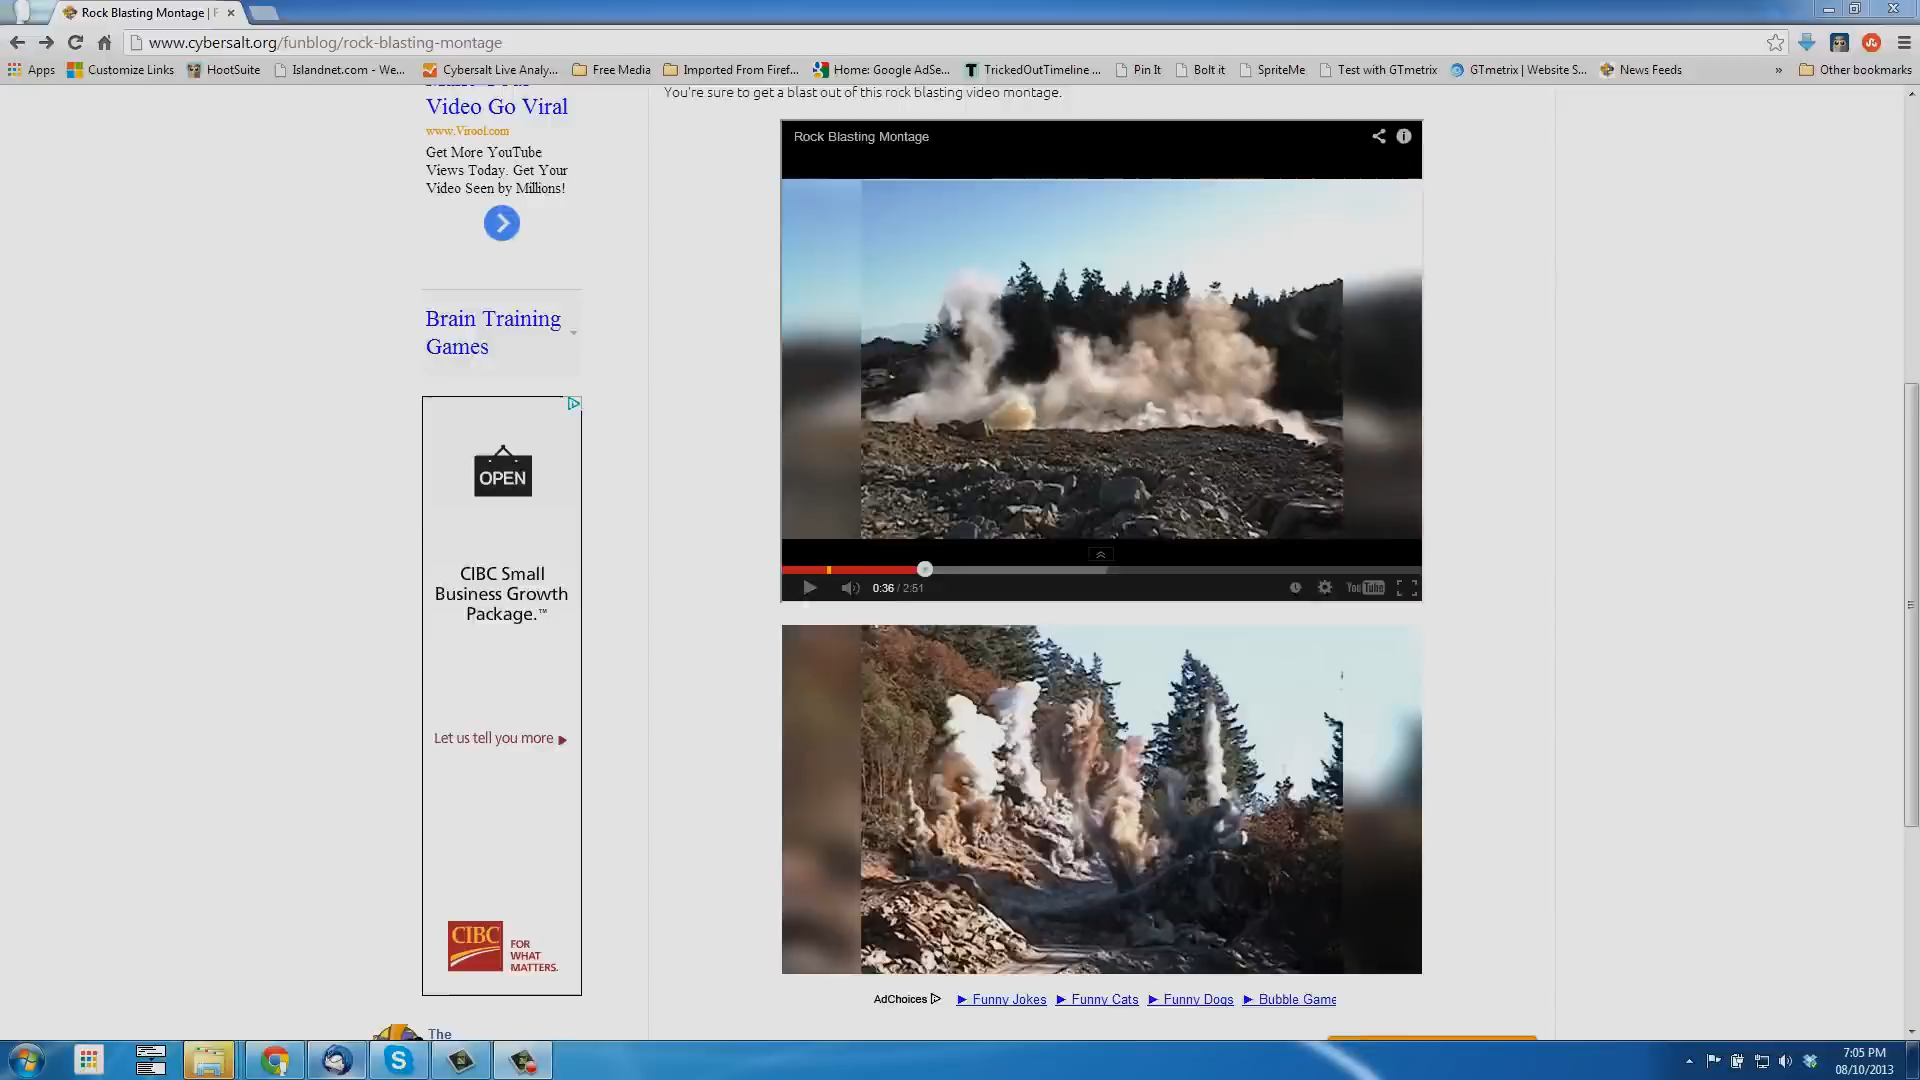 Rock Blasting Montage | F
www.cybersalt.org/funblog/rock-blasting-montage
Apps
Customize Links
HootSuite
Islandnet.com - We...
Cybersalt Live Analy...
Free Media
Imported From Firef...
Home: Google AdSe...
TrickedOutTimeline ...
Pin It
Bolt it
SpriteMe
Test with GTmetrix
GTmetrix | Website S...
News Feeds
»
Other bookmarks
Video Go Viral
www.Viroof.com
Get More YouTube
Views Today. Get Your
Video Seen by Millions!
Brain Training
Games
OPEN
CIBC Small
Business Growth
Package.™
Let us tell you more
CIBC
FOR
WHAT
MATTERS.
The
You're sure to get a blast out of this rock blasting video montage.
Rock Blasting Montage
0:36 / 2:51
YouTube
AdChoices
► Funny Jokes
► Funny Cats
► Funny Dogs
► Bubble Game
7:05 PM
08/10/2013